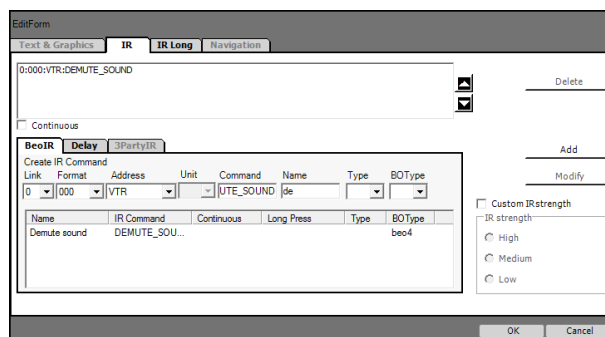 EditForm
Text & Graphics IR IR Long Navigation
0:000:VTR:DEMUTE_SOUND
Delete
Continuous
BeoIR Delay 3PartyIR
Add
Create IR Command
Link Format Address Unit Command Name Type BOType
Modify
0 000 VTR UTE_SOUND de
Custom IR strength
IR strength
Name IR Command Continuous Long Press Type BOType
Demute sound DEMUTE_SOU... beo4
High
Medium
Low
OK Cancel